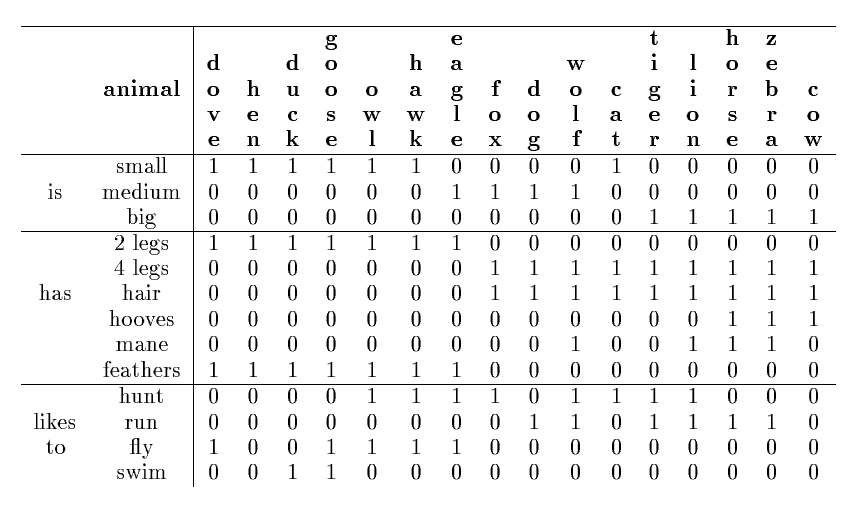 animal dove hen duck goose owl hawk eagle fox dog wolf cat tiger lion horse zebra cow
small 1 1 1 1 1 1 0 0 0 0 1 0 0 0 0 0
is medium 0 0 0 0 0 0 1 1 1 1 0 0 0 0 0 0
big 0 0 0 0 0 0 0 0 0 0 0 1 1 1 1 1
2 legs 1 1 1 1 1 1 1 0 0 0 0 0 0 0 0 0
4 legs 0 0 0 0 0 0 0 1 1 1 1 1 1 1 1 1
has hair 0 0 0 0 0 0 0 1 1 1 1 1 1 1 1 1
hooves 0 0 0 0 0 0 0 0 0 0 0 0 0 1 1 1
mane 0 0 0 0 0 0 0 0 0 1 0 0 1 1 1 0
feathers 1 1 1 1 1 1 1 0 0 0 0 0 0 0 0 0
hunt 0 0 0 0 1 1 1 1 0 1 1 1 1 0 0 0
likes run 0 0 0 0 0 0 0 0 1 1 0 1 1 1 1 0
to fly 1 0 0 1 1 1 1 0 0 0 0 0 0 0 0 0
swim 0 0 1 1 0 0 0 0 0 0 0 0 0 0 0 0